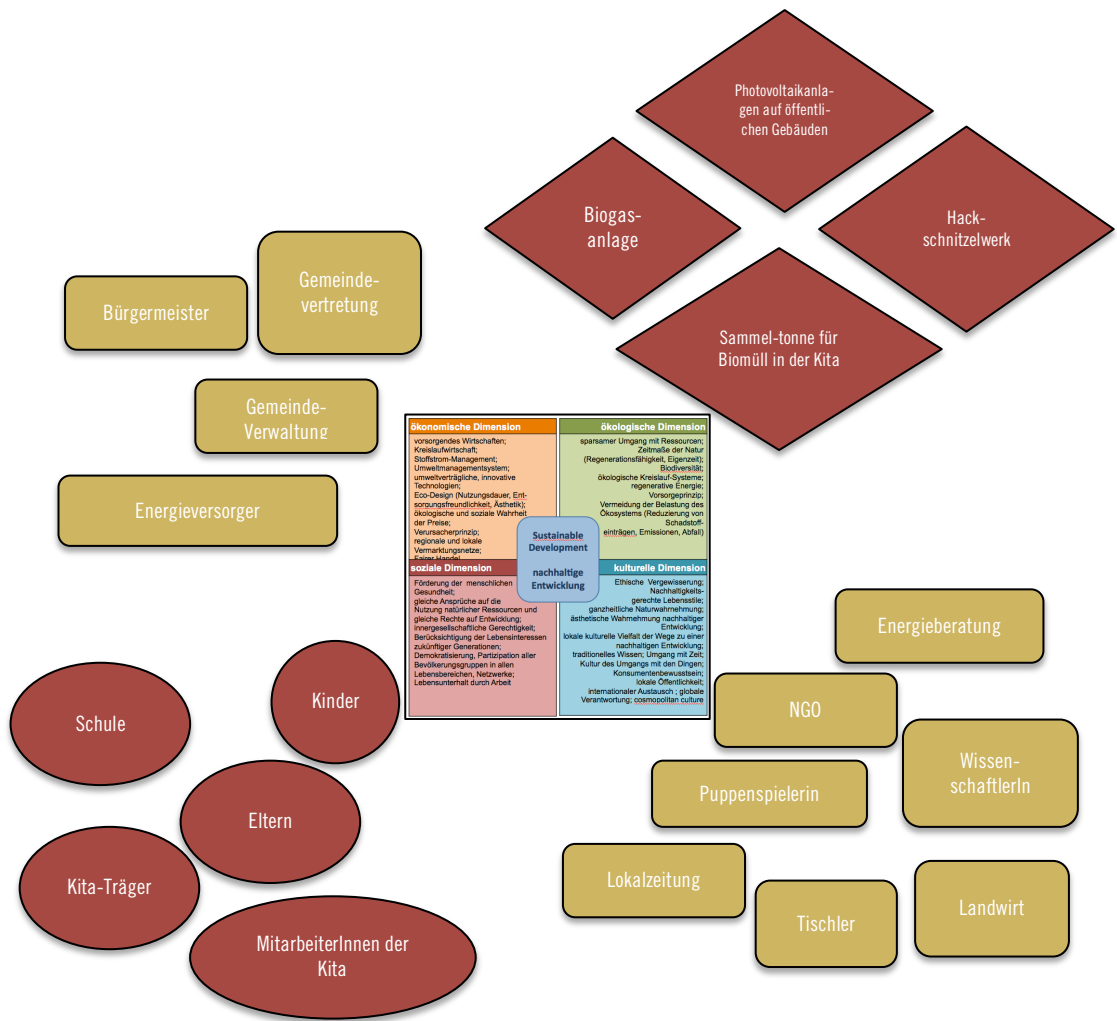 Photovoltaikanla-
gen auf öffentli-
chen Gebäuden
Biogas-
anlage
Hack-
schnitzelwerk
Sammel-tonne für
Biomüll in der Kita
Gemeinde-
vertretung
Bürgermeister
Gemeinde-
Verwaltung
Energieversorger
ökonomische Dimension
vorsorgendes Wirtschaften;
Kreislaufwirtschaft;
Stoffstrom-Management;
Umweltmanagementsystem;
umweltverträgliche, innovative
Technologien;
Eco-Design (Nutzungsdauer, Ent-
sorgungsfreundlichkeit, Ästhetik);
ökologische und soziale Wahrheit
der Preise;
Verursacherprinzip;
regionale und lokale
Vermarktungsnetze;
Fairer Handel
ökologische Dimension
sparsamer Umgang mit Ressourcen;
Zeitmaße der Natur
(Regenerationsfähigkeit, Eigenzeit);
Biodiversität;
ökologische Kreislauf-Systeme;
regenerative Energie;
Vorsorgeprinzip;
Vermeidung der Belastung des
Ökosystems (Reduzierung von
Schadstoff-
einträgen, Emissionen, Abfall)
Sustainable
Development
nachhaltige
Entwicklung
soziale Dimension
Förderung der menschlichen
Gesundheit;
gleiche Ansprüche auf die
Nutzung natürlicher Ressourcen und
gleiche Rechte auf Entwicklung;
innergesellschaftliche Gerechtigkeit;
Berücksichtigung der Lebensinteressen
zukünftiger Generationen;
Demokratisierung, Partizipation aller
Bevölkerungsgruppen in allen
Lebensbereichen, Netzwerke;
Lebensunterhalt durch Arbeit
kulturelle Dimension
Ethische Vergewisserung;
Nachhaltigkeits-
gerechte Lebensstile;
ganzheitliche Naturwahrnehmung;
ästhetische Wahrnehmung nachhaltiger
Entwicklung;
lokale kulturelle Vielfalt der Wege zu einer
nachhaltigen Entwicklung;
traditionelles Wissen; Umgang mit Zeit;
Kultur des Umgangs mit den Dingen;
Konsumentenbewusstsein;
lokale Öffentlichkeit;
internationaler Austausch ; globale
Verantwortung; cosmopolitan culture
Kinder
Schule
Eltern
Kita-Träger
MitarbeiterInnen der
Kita
Energieberatung
NGO
Wissen-
schaftlerIn
Puppenspielerin
Lokalzeitung
Tischler
Landwirt